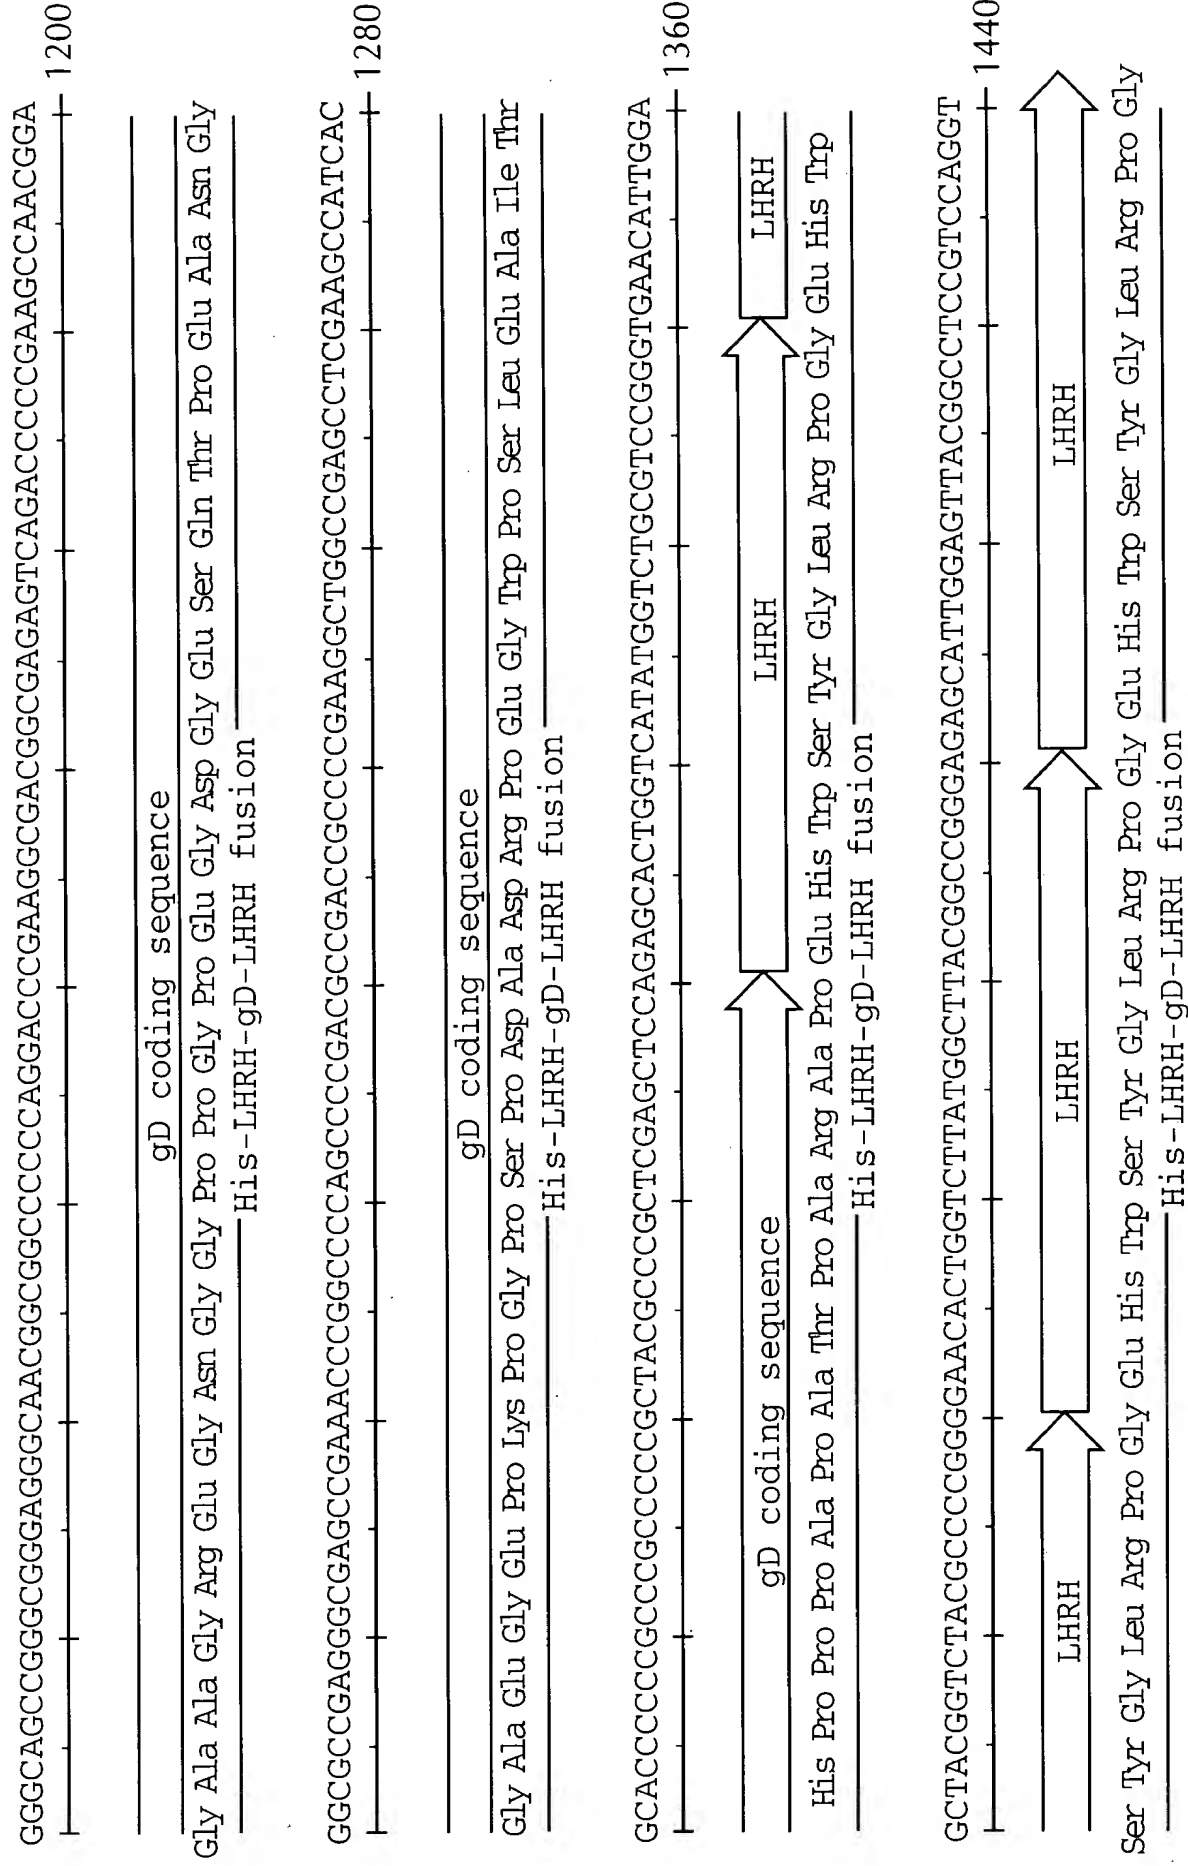 GGGCAGCCGGGCGGGAGGGCAACGGCGGCCCCCCAGGACCCGAAGGCGACGGCGAGAGTCAGACCCCCGAAGCCAACGGA 1200
gD coding sequence
Gly Ala Ala Gly Arg Glu Gly Asn Gly Gly Pro Pro Gly Pro Glu Gly Asp Gly Glu Ser Gln Thr Pro Glu Ala Asn Gly
His-LHRH-gD-LHRH fusion
GGCGCCGAGGGCGAGCCGAAACCCGGCCCCAGCCCCGACGCCGACCGCCCCGAAGGCTGGCCGAGCCTCGAAGCCATCAC 1280
gD coding sequence
Gly Ala Glu Gly Glu Pro Lys Pro Gly Pro Ser Pro Asp Ala Asp Arg Pro Glu Gly Trp Pro Ser Leu Glu Ala Ile Thr
His-LHRH-gD-LHRH fusion
GCACCCCCCGCCCGCCCCCGCTACGCCCGCTCGAGCTCCAGAGCACTGGTCATATGGTCTGCGTCCGGGTGAACATTGGA 1360
gD coding sequence LHRH LHRH
His Pro Pro Pro Ala Pro Ala Thr Pro Ala Arg Ala Pro Glu His Trp Ser Tyr Gly Leu Arg Pro Gly Glu His Trp
His-LHRH-gD-LHRH fusion
GCTACGGTCTACGCCCCGGGGAACACTGGTCTTATGGCTTACGGCCGGGAGAGCATTGGAGTTACGGCCTCCGTCCAGGT 1440
LHRH LHRH LHRH
Ser Tyr Gly Leu Arg Pro Gly Glu His Trp Ser Tyr Gly Leu Arg Pro Gly Glu His Trp Ser Tyr Gly Leu Arg Pro Gly
His-LHRH-gD-LHRH fusion